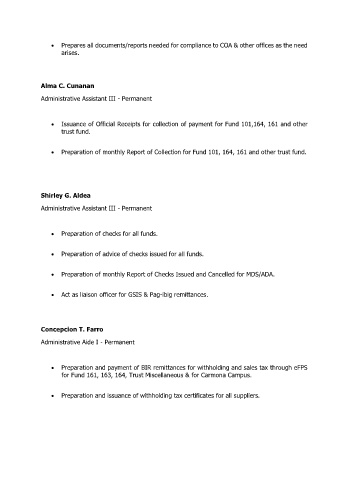 • Prepares all documents/reports needed for compliance to COA & other offices as the need
arises.
Alma C. Cunanan
Administrative Assistant III - Permanent
• Issuance of Official Receipts for collection of payment for Fund 101,164, 161 and other
trust fund.
• Preparation of monthly Report of Collection for Fund 101, 164, 161 and other trust fund.
Shirley G. Aldea
Administrative Assistant III - Permanent
• Preparation of checks for all funds.
• Preparation of advice of checks issued for all funds.
• Preparation of monthly Report of Checks Issued and Cancelled for MDS/ADA.
• Act as liaison officer for GSIS & Pag-ibig remittances.
Concepcion T. Farro
Administrative Aide I - Permanent
• Preparation and payment of BIR remittances for withholding and sales tax through eFPS
for Fund 161, 163, 164, Trust Miscellaneous & for Carmona Campus.
• Preparation and issuance of withholding tax certificates for all suppliers.